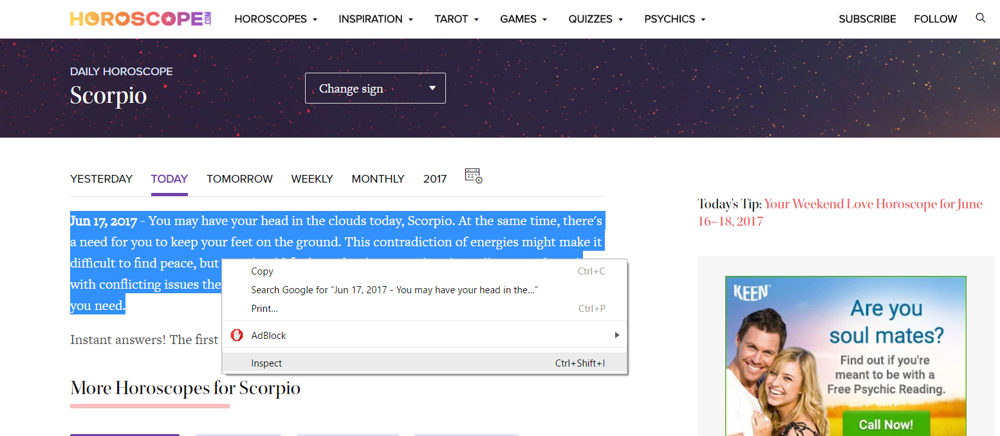 HOROSCOPE.COM
HOROSCOPES INSPIRATION TAROT GAMES QUIZZES PSYCHICS SUBSCRIBE FOLLOW
DAILY HOROSCOPE
Scorpio
Change sign
YESTERDAY TODAY TOMORROW WEEKLY MONTHLY 2017
Jun 17, 2017 - You may have your head in the clouds today, Scorpio. At the same time, there's
a need for you to keep your feet on the ground. This contradiction of energies might make it
difficult to find peace, but
with conflicting issues the
you need.
Instant answers! The first
Copy Ctrl+C
Search Google for “Jun 17, 2017 - You may have your head in the...”
Print... Ctrl+P
AdBlock
Inspect Ctrl+Shift+I
More Horoscopes for Scorpio
Today's Tip: Your Weekend Love Horoscope for June
16–18, 2017
KEEN
Are you
soul mates?
Find out if you're
meant to be with a
Free Psychic Reading.
Call Now!